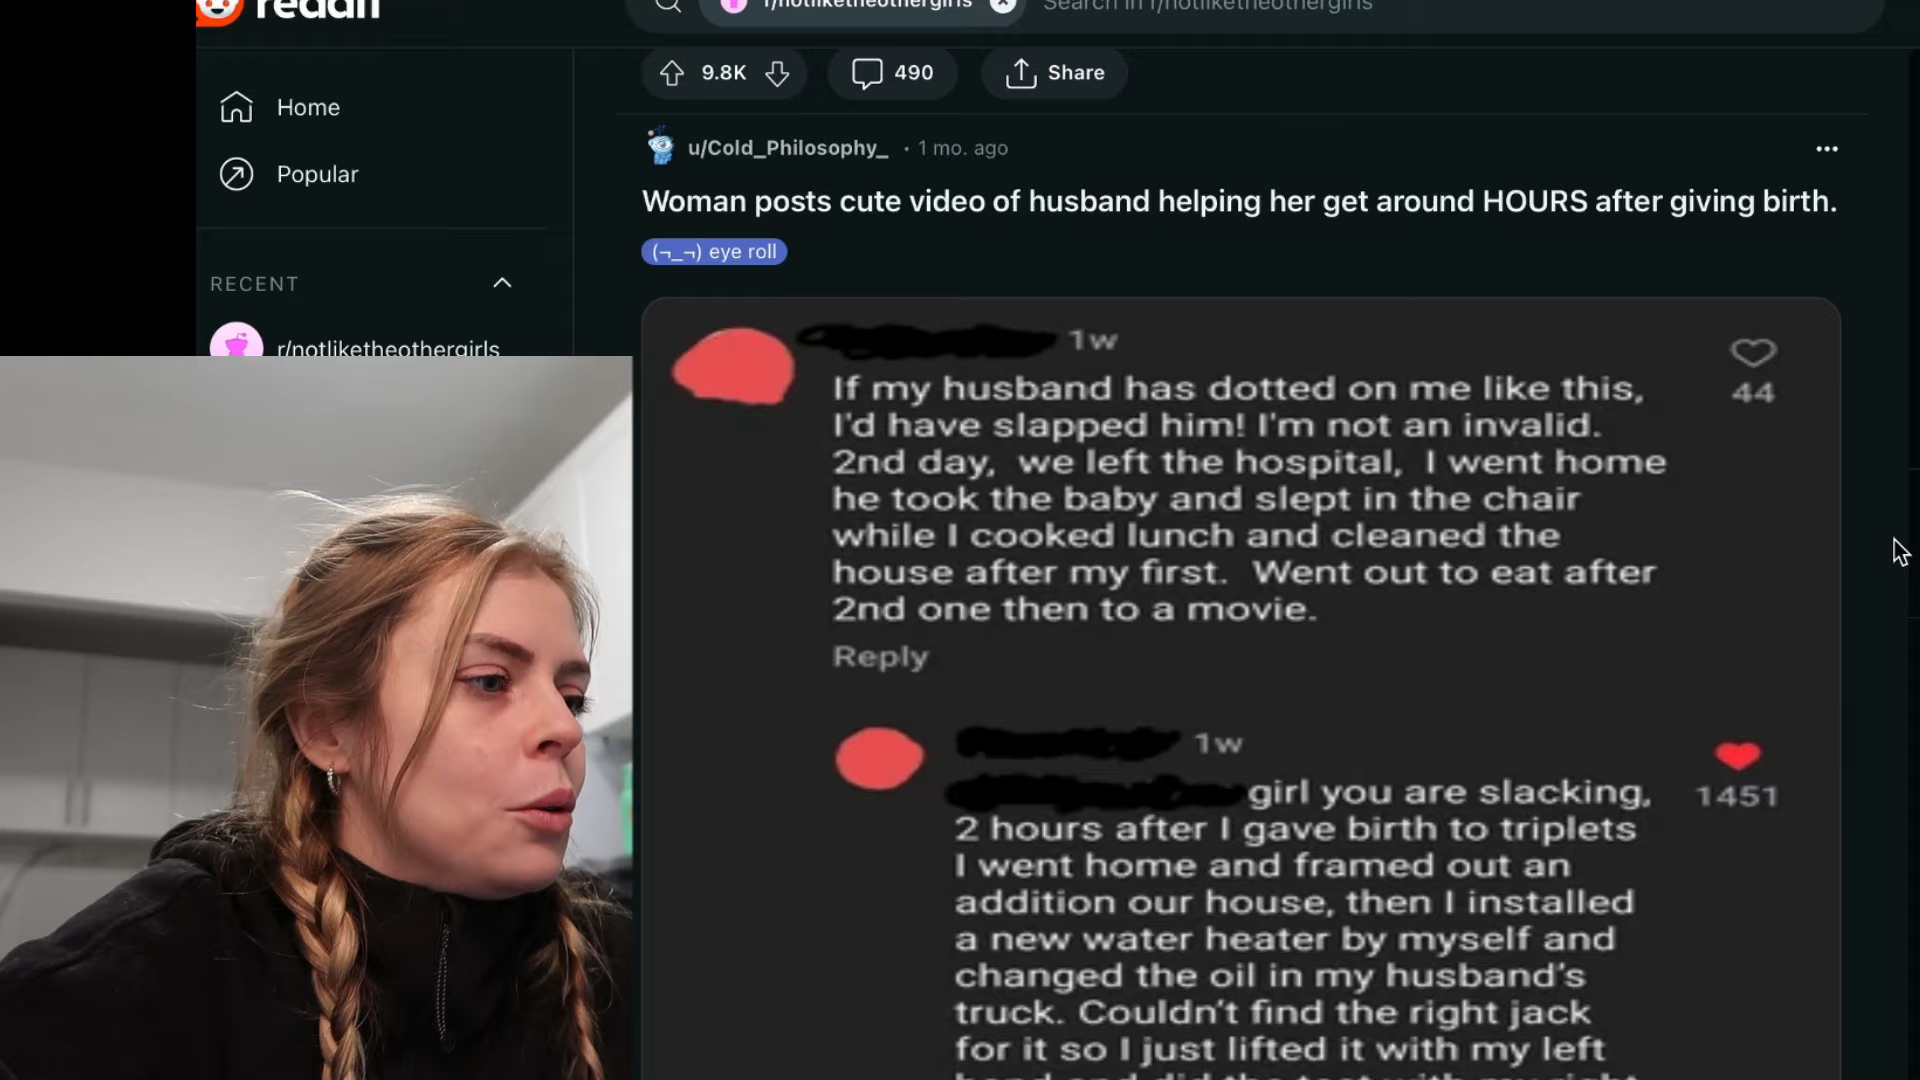 reddit
r/notliketheothergirls
Search in r/notliketheothergirls
9.8K
490
Share
Home
Popular
RECENT
r/notliketheothergirls
u/Cold_Philosophy_ • 1 mo. ago
Woman posts cute video of husband helping her get around HOURS after giving birth.
(¬_¬) eye roll
1w
If my husband has dotted on me like this,
I'd have slapped him! I'm not an invalid.
2nd day, we left the hospital, I went home
he took the baby and slept in the chair
while I cooked lunch and cleaned the
house after my first. Went out to eat after
2nd one then to a movie.
44
Reply
1w
girl you are slacking,
2 hours after I gave birth to triplets
I went home and framed out an
addition our house, then I installed
a new water heater by myself and
changed the oil in my husband's
truck. Couldn't find the right jack
for it so I just lifted it with my left
1451